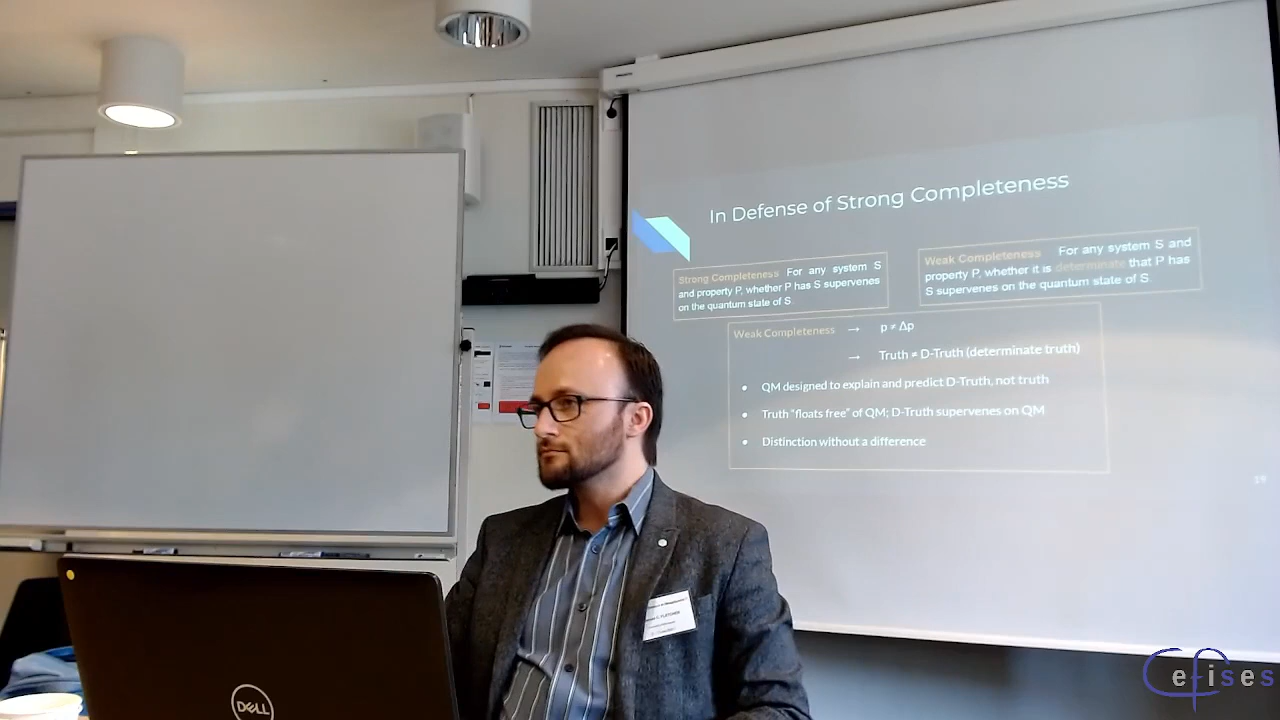 In Defense of Strong Completeness
Strong Completeness For any system S
and property P, whether P has S supervenes
on the quantum state of S.
Weak Completeness For any system S and
property P, whether it is determinate that P has
S supervenes on the quantum state of S.
Weak Completeness → p ≠ Δp
→ Truth ≠ D-Truth (determinate truth)
• QM designed to explain and predict D-Truth, not truth
• Truth "floats free" of QM; D-Truth supervenes on QM
• Distinction without a difference
19
FLETCHER
DELL
efises